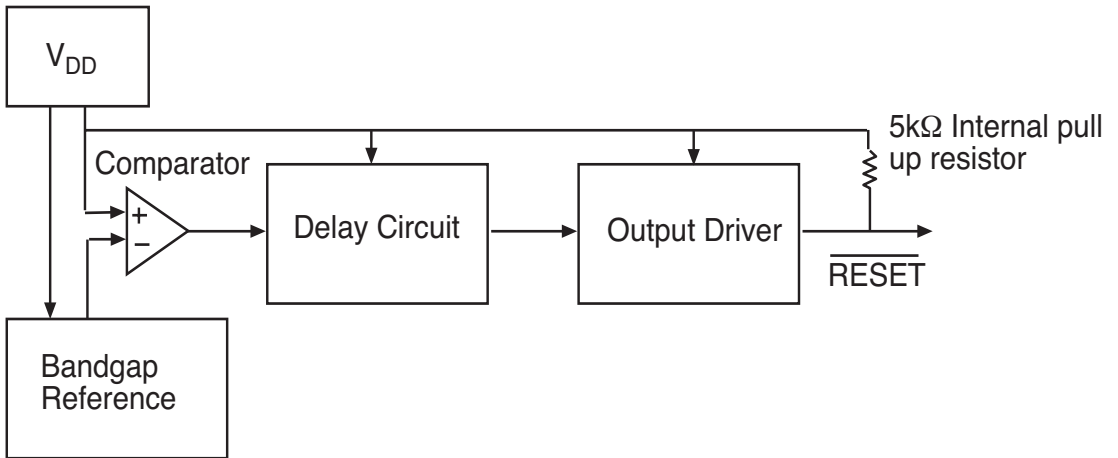 V_DD
5kΩ Internal pull
up resistor
Comparator
+
−
Delay Circuit
Output Driver
RESET
Bandgap
Reference